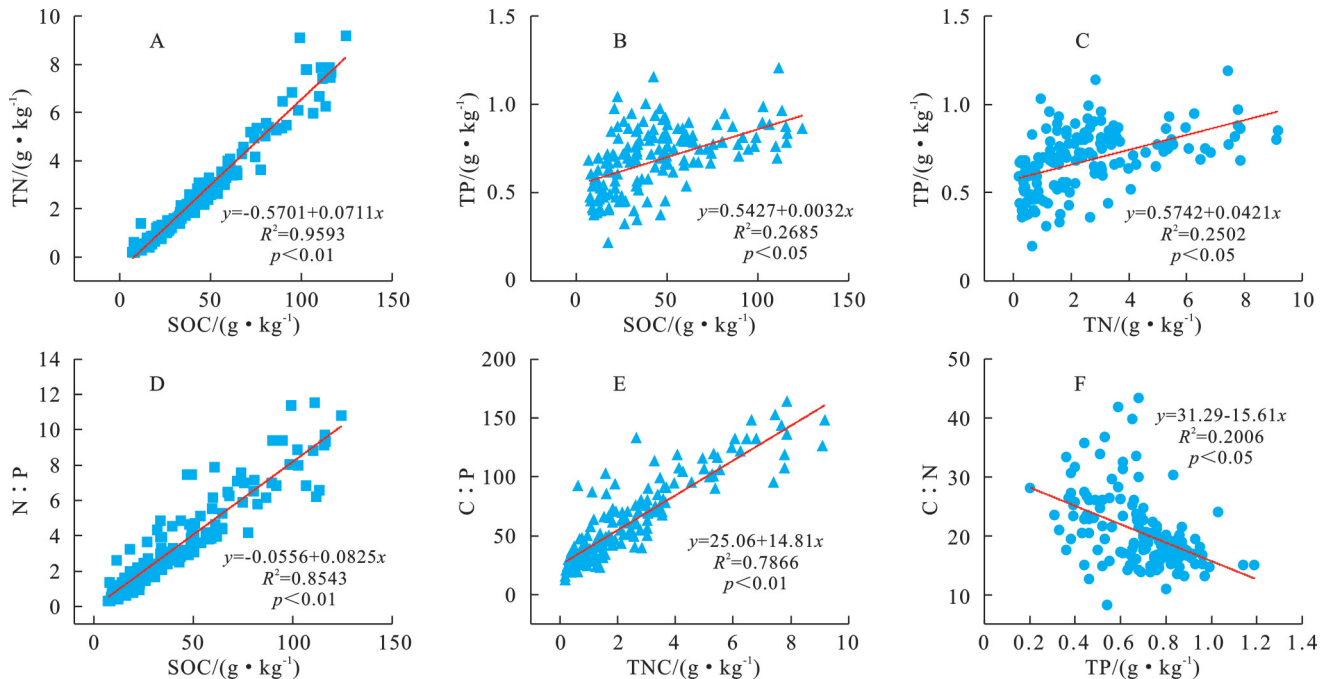 A
TN/(g·kg⁻¹)
10
8
6
4
2
0
y=-0.5701+0.0711x
R²=0.9593
p<0.01
0 50 100 150
SOC/(g·kg⁻¹)
B
TP/(g·kg⁻¹)
1.5
1.0
0.5
0
y=0.5427+0.0032x
R²=0.2685
p<0.05
0 50 100 150
SOC/(g·kg⁻¹)
C
TP/(g·kg⁻¹)
1.5
1.0
0.5
0
y=0.5742+0.0421x
R²=0.2502
p<0.05
0 2 4 6 8 10
TN/(g·kg⁻¹)
D
N:P
14
12
10
8
6
4
2
0
y=-0.0556+0.0825x
R²=0.8543
p<0.01
0 50 100 150
SOC/(g·kg⁻¹)
E
C:P
200
150
100
50
0
y=25.06+14.81x
R²=0.7866
p<0.01
0 2 4 6 8 10
TNC/(g·kg⁻¹)
F
C:N
50
40
30
20
10
y=31.29-15.61x
R²=0.2006
p<0.05
0 0.2 0.4 0.6 0.8 1.0 1.2 1.4
TP/(g·kg⁻¹)